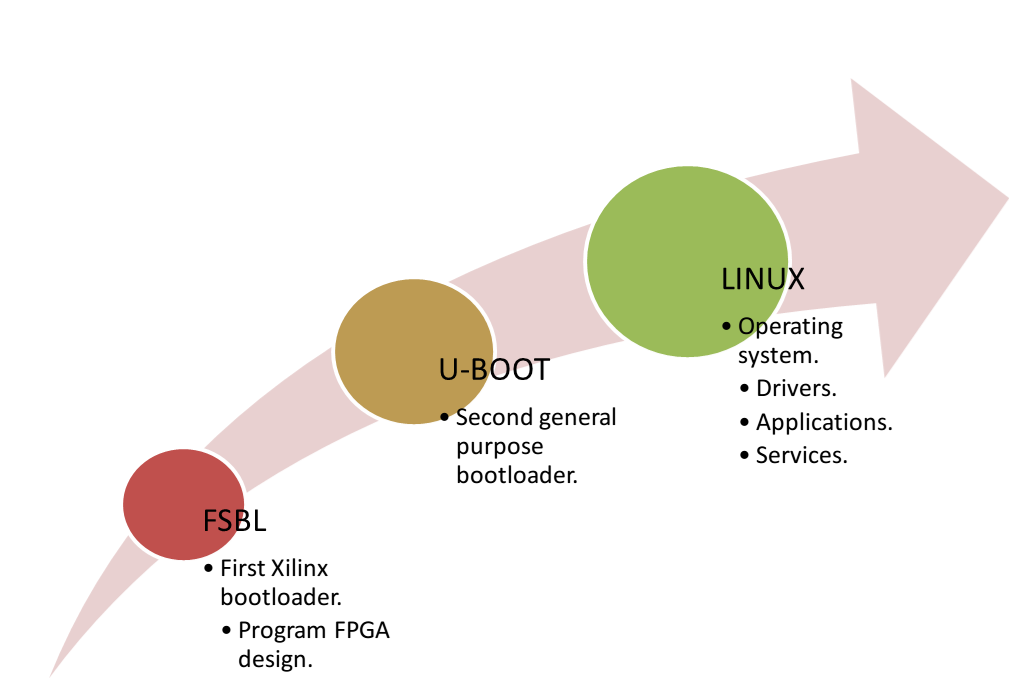 FSBL
• First Xilinx
bootloader.
• Program FPGA
design.
U-BOOT
• Second general
purpose
bootloader.
LINUX
• Operating
system.
• Drivers.
• Applications.
• Services.